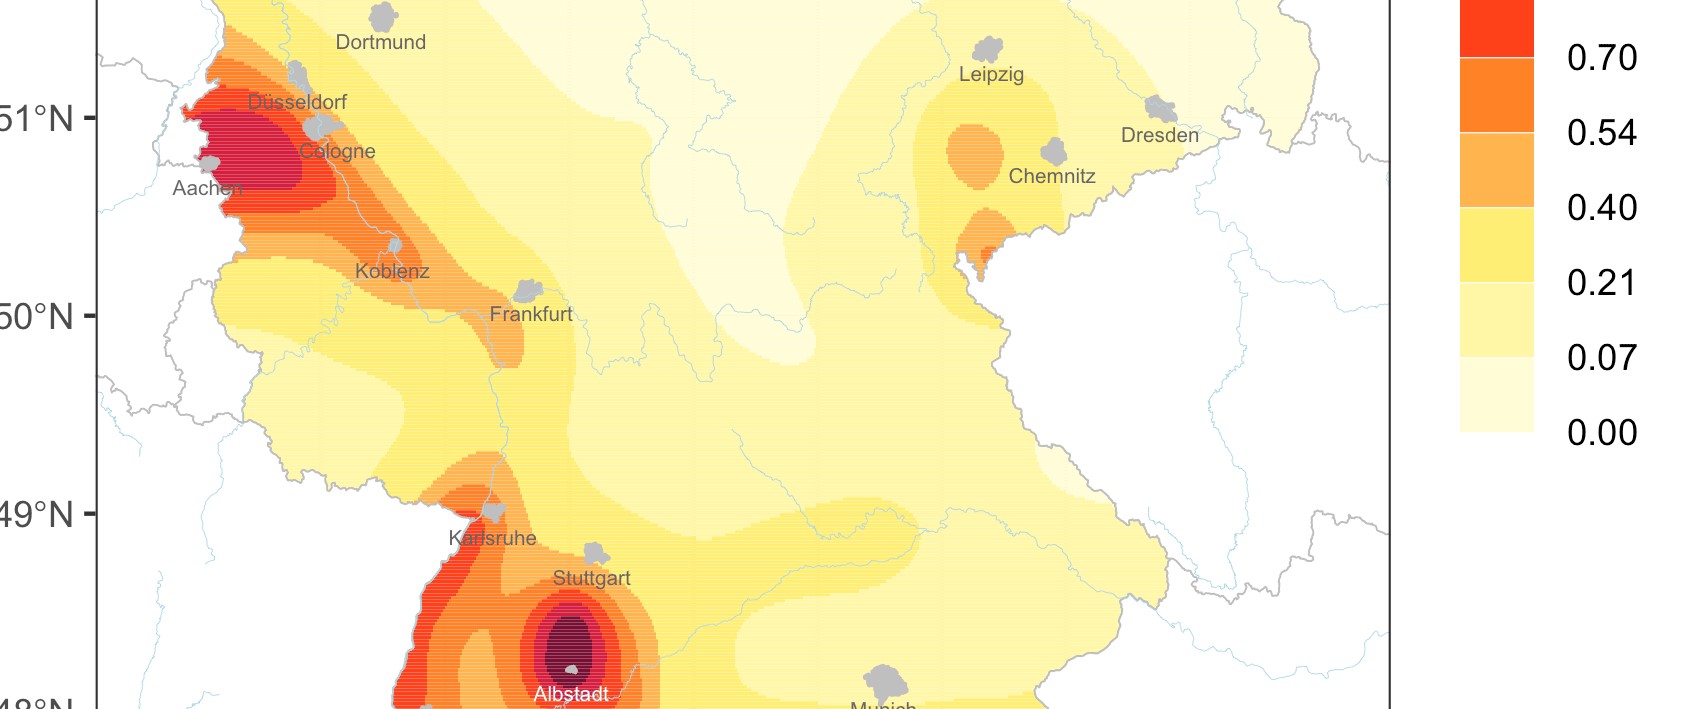 Dortmund
0.70
Leipzig
Düsseldorf
51°N
0.54
Dresden
Cologne
Chemnitz
Aachen
0.40
Koblenz
0.21
50°N
Frankfurt
0.07
0.00
49°N
Karlsruhe
Stuttgart
Albstadt
48°N
Munich